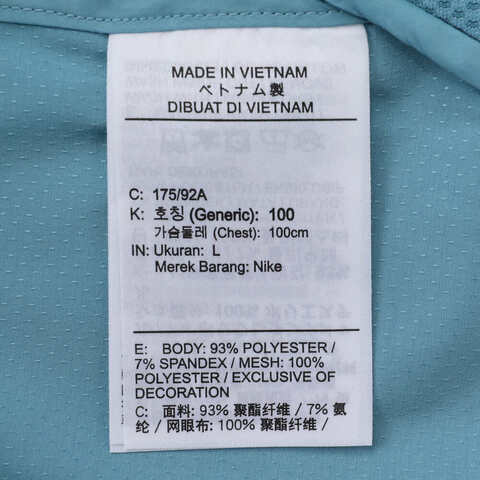 MADE IN VIETNAM
ベトナム製
DIBUAT DI VIETNAM
C: 175/92A
K: 호칭 (Generic): 100
가슴둘레 (Chest): 100cm
IN: Ukuran: L
Merek Barang: Nike
E: BODY: 93% POLYESTER /
7% SPANDEX / MESH: 100%
POLYESTER / EXCLUSIVE OF
DECORATION
C: 面料: 93% 聚酯纤维 / 7% 氨
纶 / 网眼布: 100% 聚酯纤维 /